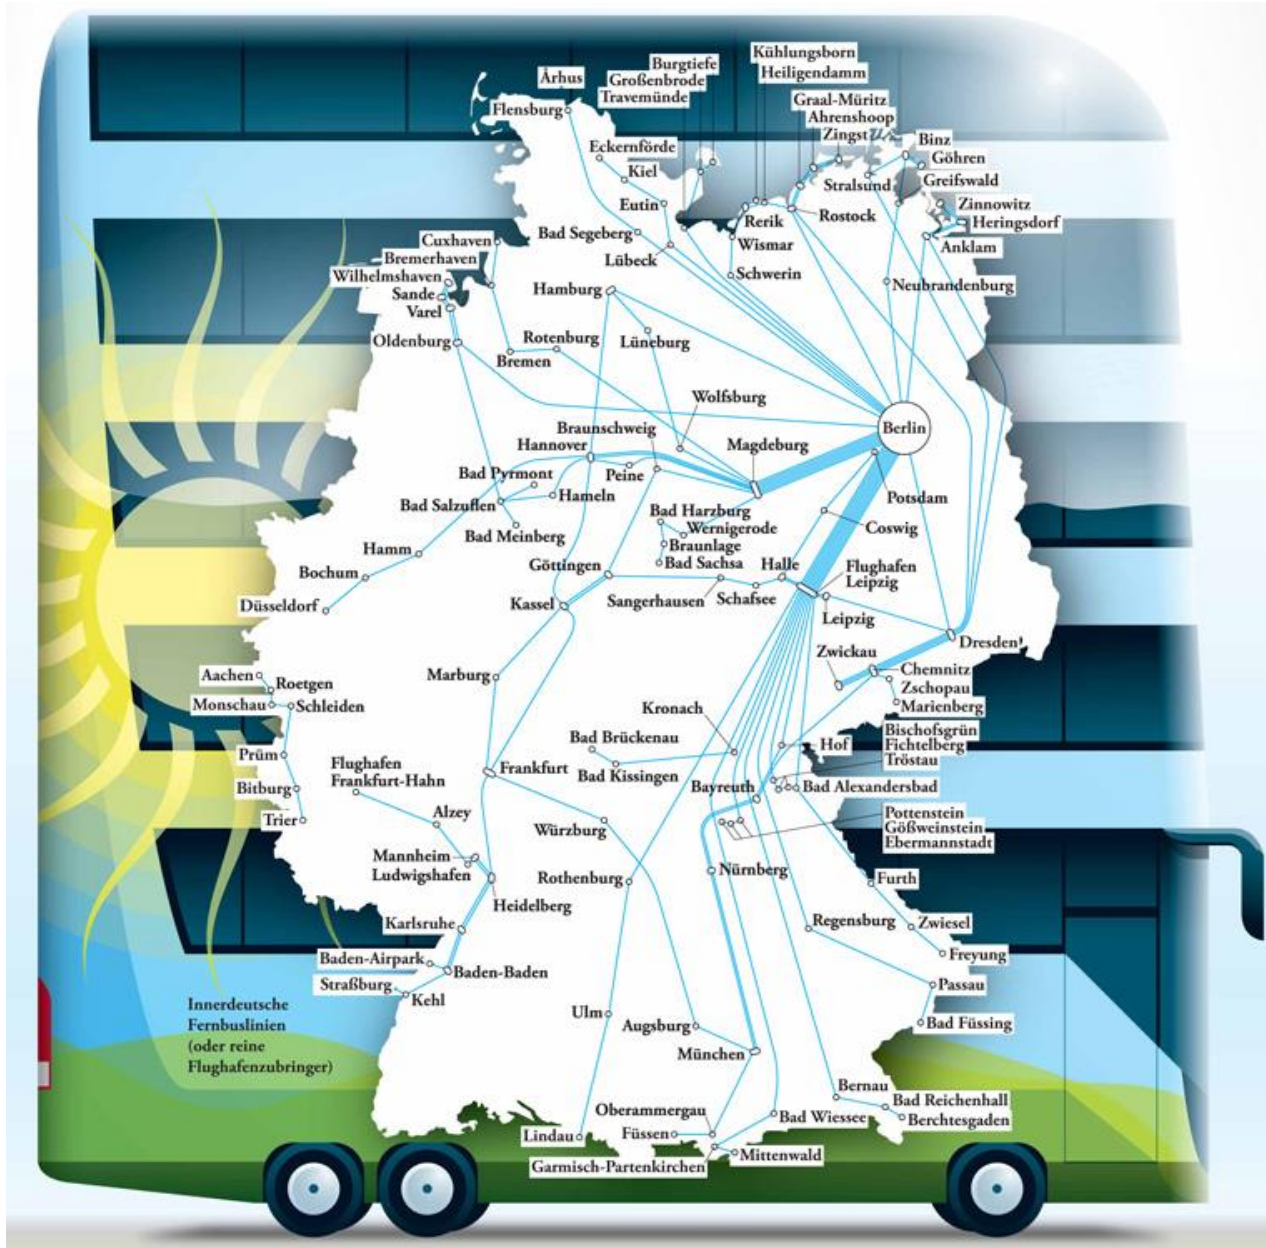 Kühlungsborn
Burgtiefe
Heiligendamm
Århus
Großenbrode
Travemünde
Graal-Müritz
Flensburg
Ahrenshoop
Zingst
Binz
Eckernförde
Göhren
Kiel
Stralsund
Greifswald
Eutin
Zinnowitz
Rerik
Rostock
Heringsdorf
Bad Segeberg
Cuxhaven
Wismar
Anklam
Bremerhaven
Lübeck
Wilhelmshaven
Schwerin
Sande
Hamburg
Neubrandenburg
Varel
Oldenburg
Rotenburg
Lüneburg
Bremen
Wolfsburg
Braunschweig
Berlin
Hannover
Magdeburg
Bad Pyrmont
Peine
Hameln
Potsdam
Bad Salzuflen
Bad Harzburg
Wernigerode
Coswig
Bad Meinberg
Braunlage
Hamm
Bad Sachsa
Göttingen
Halle
Flughafen
Leipzig
Bochum
Sangerhausen
Schafsee
Düsseldorf
Kassel
Leipzig
Dresden
Zwickau
Aachen
Marburg
Chemnitz
Roetgen
Zschopau
Monschau
Schleiden
Marienberg
Kronach
Bischofsgrün
Bad Brückenau
Hof
Fichtelberg
Prüm
Tröstau
Flughafen
Frankfurt-Hahn
Frankfurt
Bad Kissingen
Bayreuth
Bad Alexandersbad
Bitburg
Trier
Alzey
Würzburg
Pottenstein
Gößweinstein
Ebermannstadt
Mannheim
Ludwigshafen
Rothenburg
Nürnberg
Furth
Heidelberg
Karlsruhe
Regensburg
Zwiesel
Baden-Airpark
Freyung
Baden-Baden
Straßburg
Kehl
Passau
Innerdeutsche
Fernbuslinien
(oder reine
Flughafenzubringer)
Ulm
Augsburg
Bad Füssing
München
Bernau
Bad Reichenhall
Oberammergau
Bad Wiessee
Berchtesgaden
Lindau
Füssen
Mittenwald
Garmisch-Partenkirchen